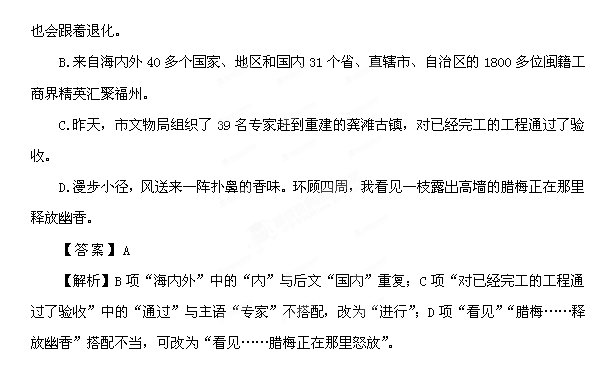 也会跟着退化。
B.来自海内外 40 多个国家、地区和国内 31 个省、直辖市、自治区的 1800 多位闽籍工
商界精英汇聚福州。
C.昨天，市文物局组织了 39 名专家赶到重建的龚滩古镇，对已经完工的工程通过了验
收。
D.漫步小径，风送来一阵扑鼻的香味。环顾四周，我看见一枝露出高墙的腊梅正在那里
释放幽香。
【答案】A
【解析】B 项“海内外”中的“内”与后文“国内”重复；C 项“对已经完工的工程通
过了验收”中的“通过”与主语“专家”不搭配，改为“进行”；D 项“看见”“腊梅……释
放幽香”搭配不当，可改为“看见……腊梅正在那里怒放”。